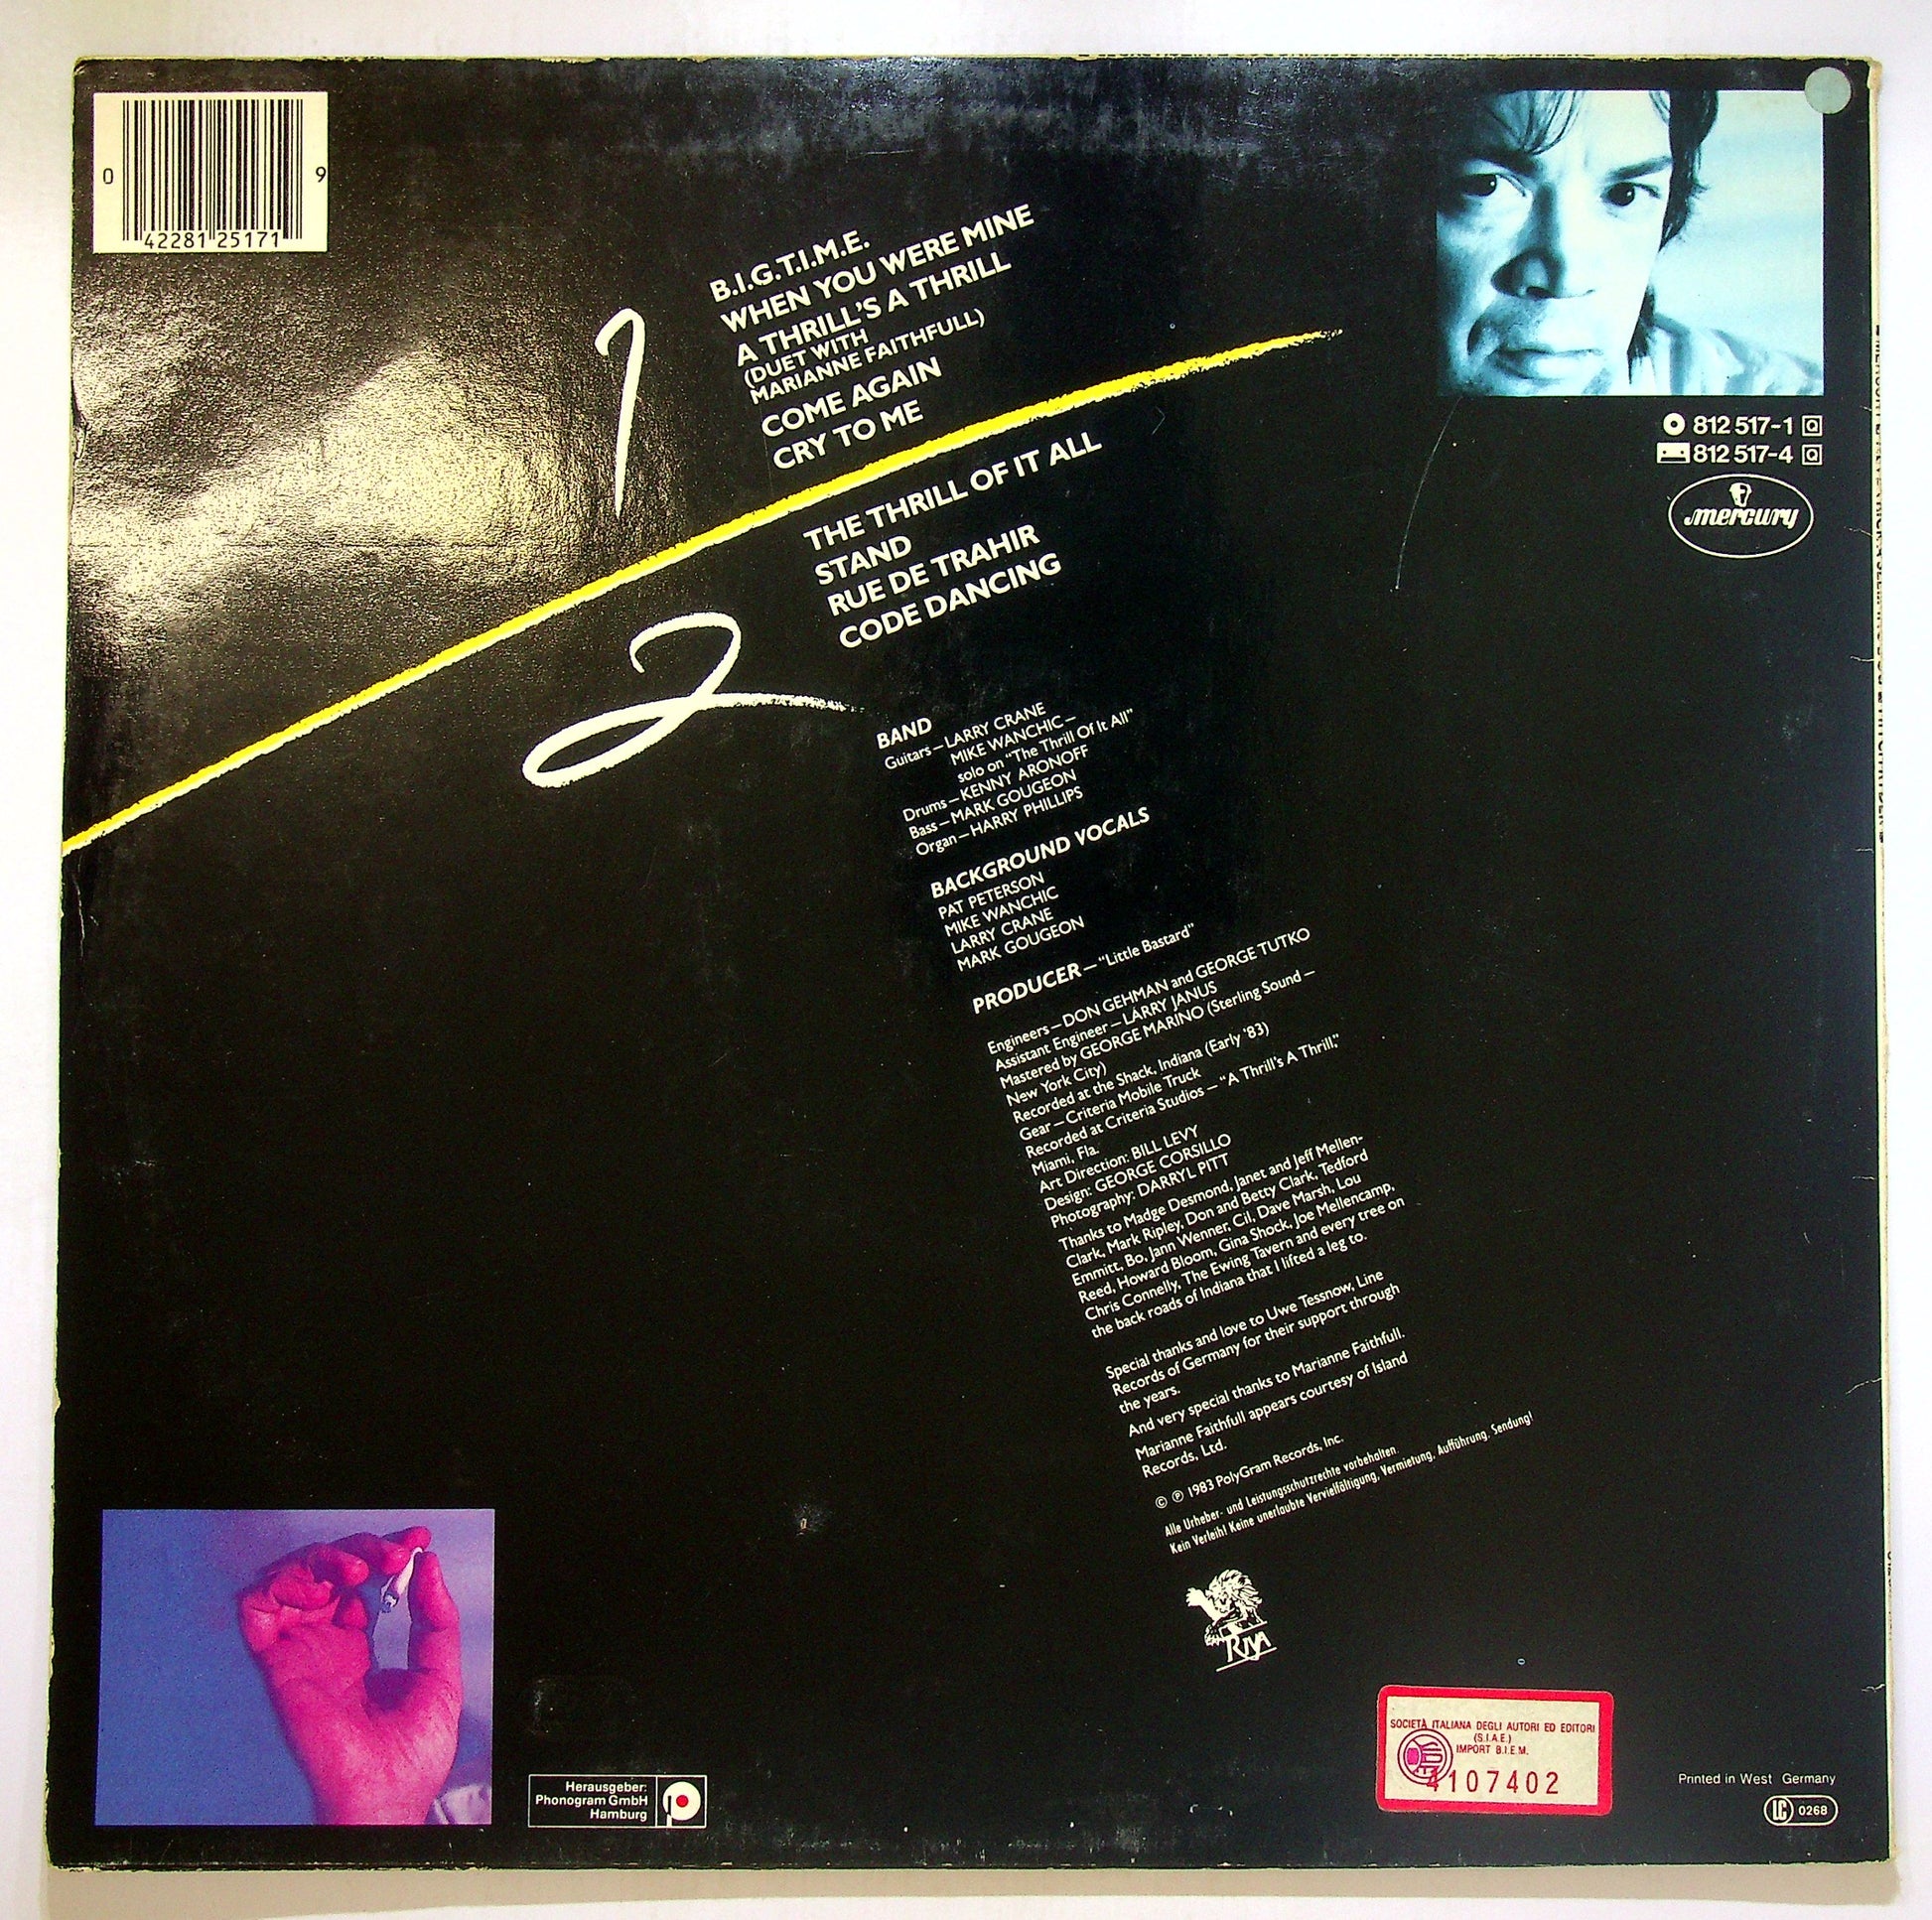 0
9
42281 25171
B.I.G.T.I.M.E.
WHEN YOU WERE MINE
A THRILL'S A THRILL
(DUET WITH
MARIANNE FAITHFULL)
COME AGAIN
CRY TO ME
1
THE THRILL OF IT ALL
STAND
RUE DE TRAHIR
CODE DANCING
2
812 517-1 Q
812 517-4 Q
mercury
BAND
Guitars—LARRY CRANE
MIKE WANCHIC—
solo on "The Thrill Of It All"
Drums—KENNY ARONOFF
Bass—MARK GOUGEON
Organ—HARRY PHILLIPS
BACKGROUND VOCALS
PAT PETERSON
MIKE WANCHIC
LARRY CRANE
MARK GOUGEON
PRODUCER—"Little Bastard"
Engineers—DON GEHMAN and GEORGE TUTKO
Assistant Engineer—LARRY JANUS
Mastered by GEORGE MARINO (Sterling Sound—
New York City)
Recorded at the Shack, Indiana (Early '83)
Gear—Criteria Mobile Truck
Recorded at Criteria Studios—"A Thrill's A Thrill,"
Miami, Fla.
Art Direction: BILL LEVY
Design: GEORGE CORSILLO
Photography: DARRYL PITT
Thanks to Madge Desmond, Janet and Jeff Mellen-
Clark, Mark Ripley, Don and Betty Clark, Tedford
Emmitt, Bo, Jann Wenner, Cil, Dave Marsh, Lou
Reed, Howard Bloom, Gina Shock, Joe Mellencamp,
Chris Connelly, The Ewing Tavern and every tree on
the back roads of Indiana that I lifted a leg to.
Special thanks and love to Uwe Tessnow, Line
Records of Germany for their support through
the years.
And very special thanks to Marianne Faithfull.
Marianne Faithfull appears courtesy of Island
Records, Ltd.
© ℗ 1983 PolyGram Records, Inc.
Alle Urheber- und Leistungsschutzrechte vorbehalten.
Kein Verleih! Keine unerlaubte Vervielfältigung, Vermietung, Aufführung, Sendung!
RIVA
Herausgeber:
Phonogram GmbH
Hamburg
SOCIETÀ ITALIANA DEGLI AUTORI ED EDITORI
(S.I.A.E.)
IMPORT B.I.E.M.
4107402
Printed in West Germany
LC 0268